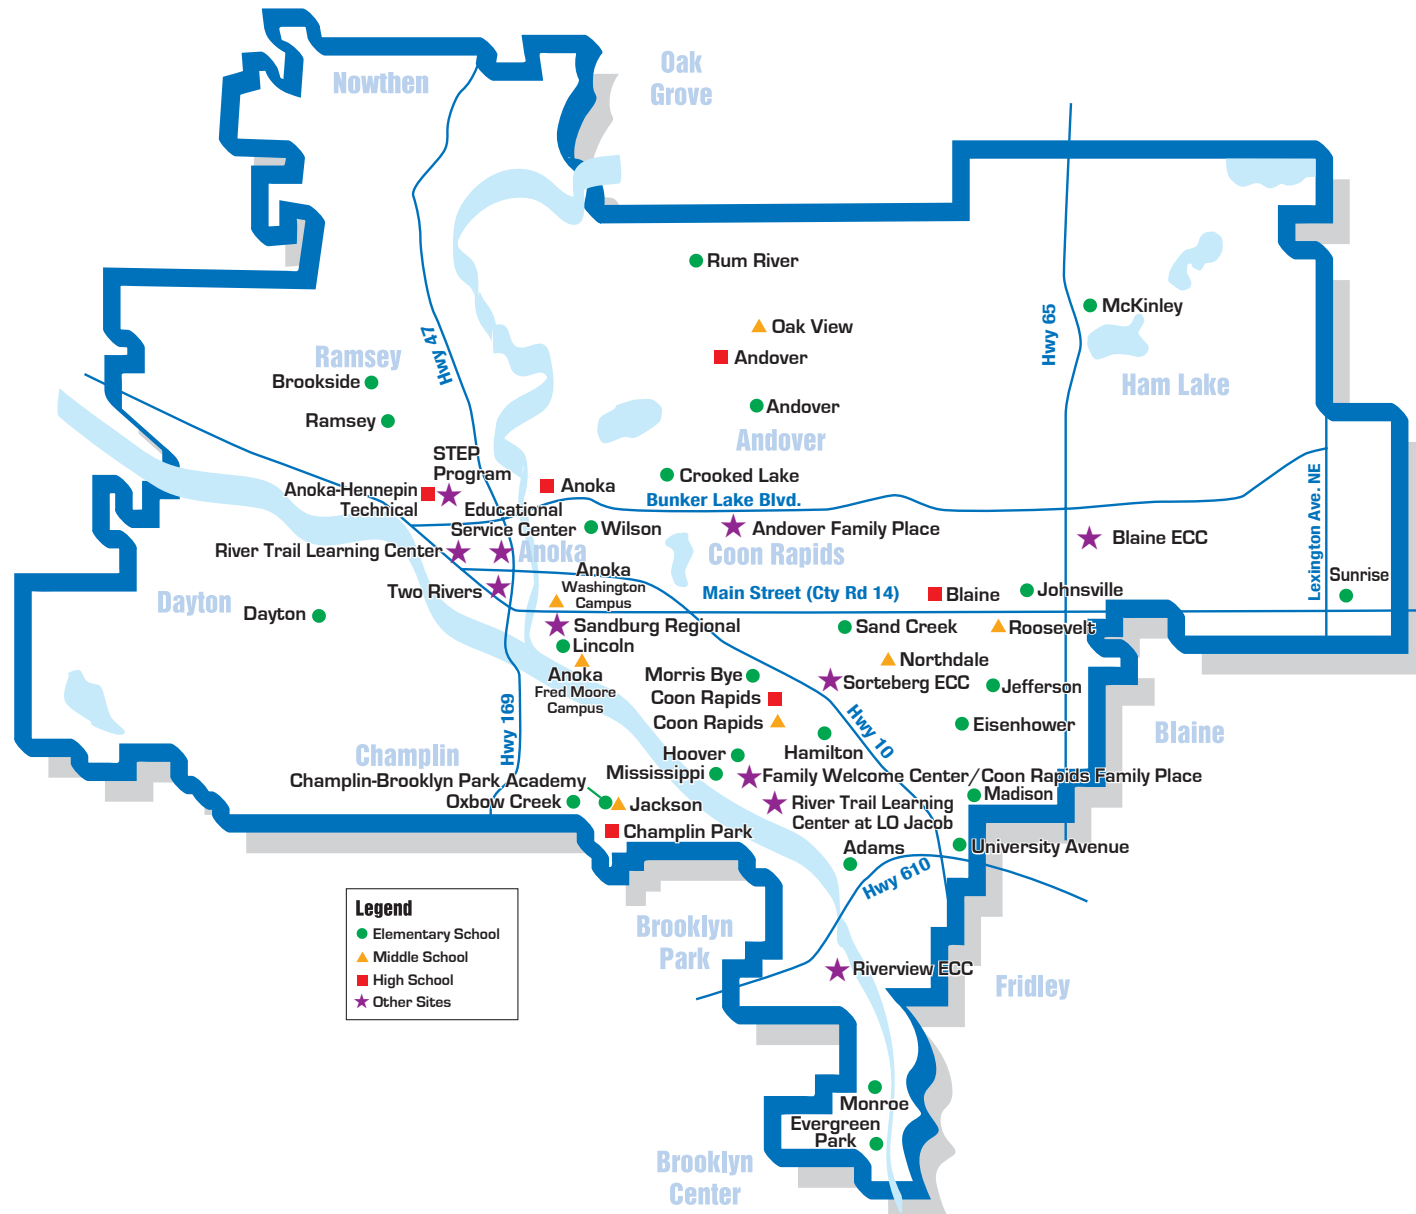 Oak
Grove
Nowthen
Rum River
McKinley
Oak View
Hwy 65
Hwy 47
Ramsey
Andover
Brookside
Ham Lake
Andover
Ramsey
Andover
STEP
Program
Crooked Lake
Anoka-Hennepin
Technical
Anoka
Bunker Lake Blvd.
Lexington Ave. NE
Educational
Service Center
Wilson
Andover Family Place
Blaine ECC
River Trail Learning Center
Anoka
Coon Rapids
Anoka
Washington
Campus
Sunrise
Two Rivers
Main Street (Cty Rd 14)
Blaine
Johnsville
Dayton
Dayton
Sandburg Regional
Sand Creek
Roosevelt
Lincoln
Northdale
Anoka
Fred Moore
Campus
Morris Bye
Sorteberg ECC
Jefferson
Coon Rapids
Hwy 169
Coon Rapids
Hwy 10
Eisenhower
Blaine
Champlin
Hoover
Hamilton
Mississippi
Family Welcome Center/Coon Rapids Family Place
Champlin-Brooklyn Park Academy
Oxbow Creek
Jackson
River Trail Learning
Center at LO Jacob
Madison
Champlin Park
Adams
University Avenue
Hwy 610
Legend
Elementary School
Middle School
High School
Other Sites
Brooklyn
Park
Riverview ECC
Fridley
Monroe
Evergreen
Park
Brooklyn
Center